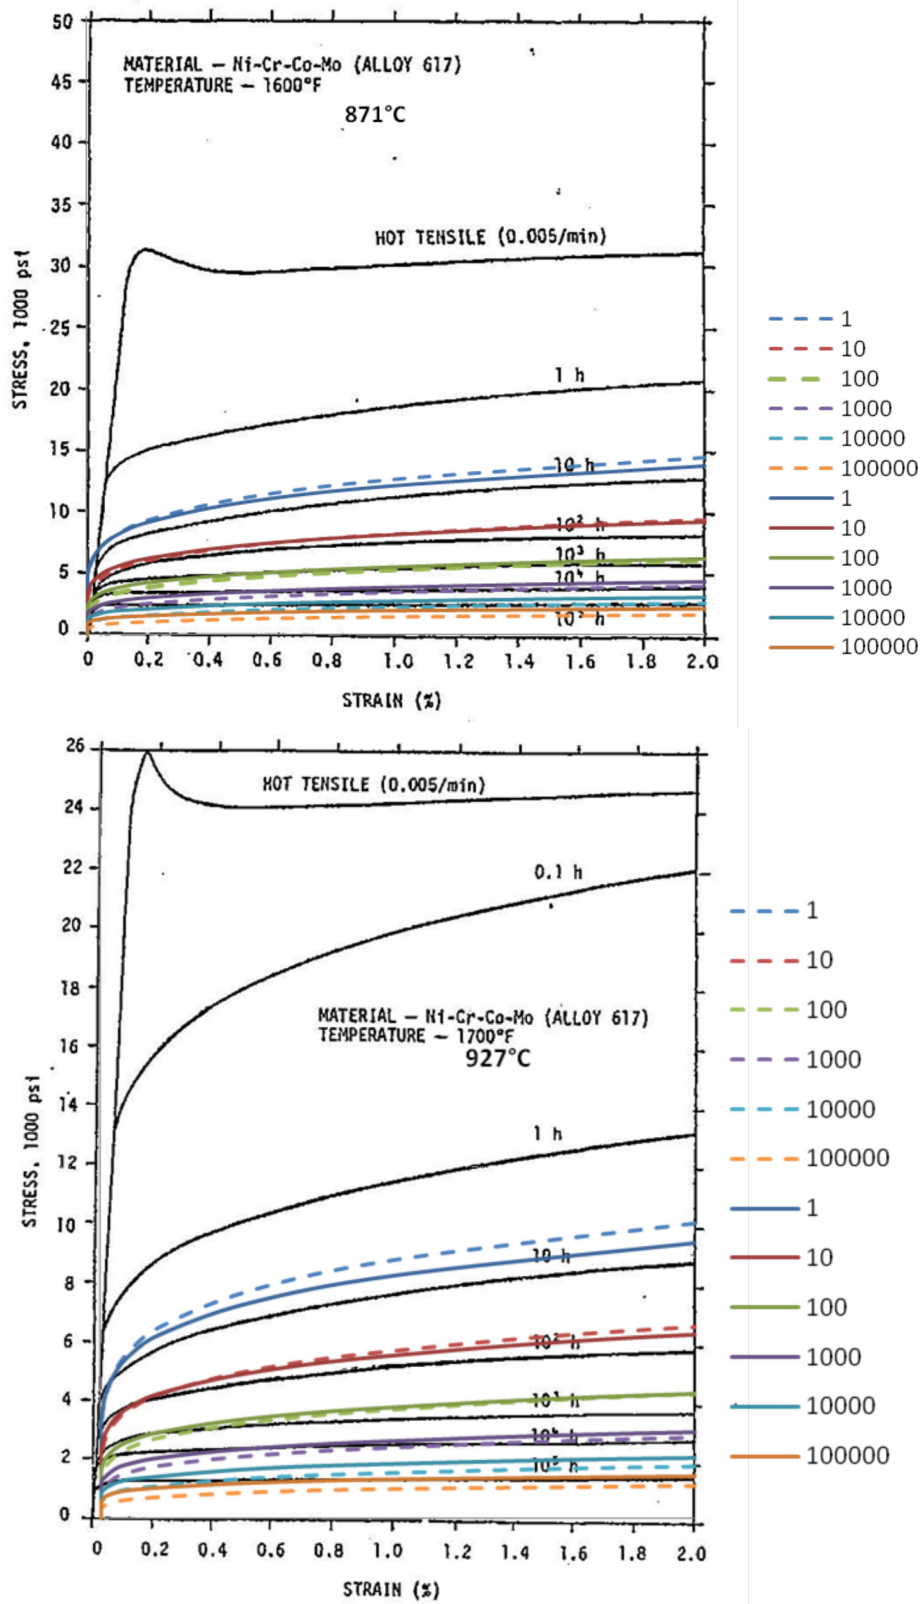 50
MATERIAL — Ni-Cr-Co-Mo (ALLOY 617)
TEMPERATURE — 1600°F
871°C
45
40
35
HOT TENSILE (0.005/min)
30
25
1 h
20
15
10 h
10
10² h
10³ h
5
10⁴ h
0
STRESS, 1000 psi
0 0.2 0.4 0.6 0.8 1.0 1.2 1.4 1.6 1.8 2.0
STRAIN (%)
1
10
100
1000
10000
100000
1
10
100
1000
10000
100000
26
HOT TENSILE (0.005/min)
24
0.1 h
22
20
18
MATERIAL — Ni-Cr-Co-Mo (ALLOY 617)
TEMPERATURE — 1700°F
927°C
16
14
1 h
12
10
10 h
8
6
10² h
4
10³ h
10⁴ h
2
10⁵ h
0
STRESS, 1000 psi
0 0.2 0.4 0.6 0.8 1.0 1.2 1.4 1.6 1.8 2.0
STRAIN (%)
1
10
100
1000
10000
100000
1
10
100
1000
10000
100000